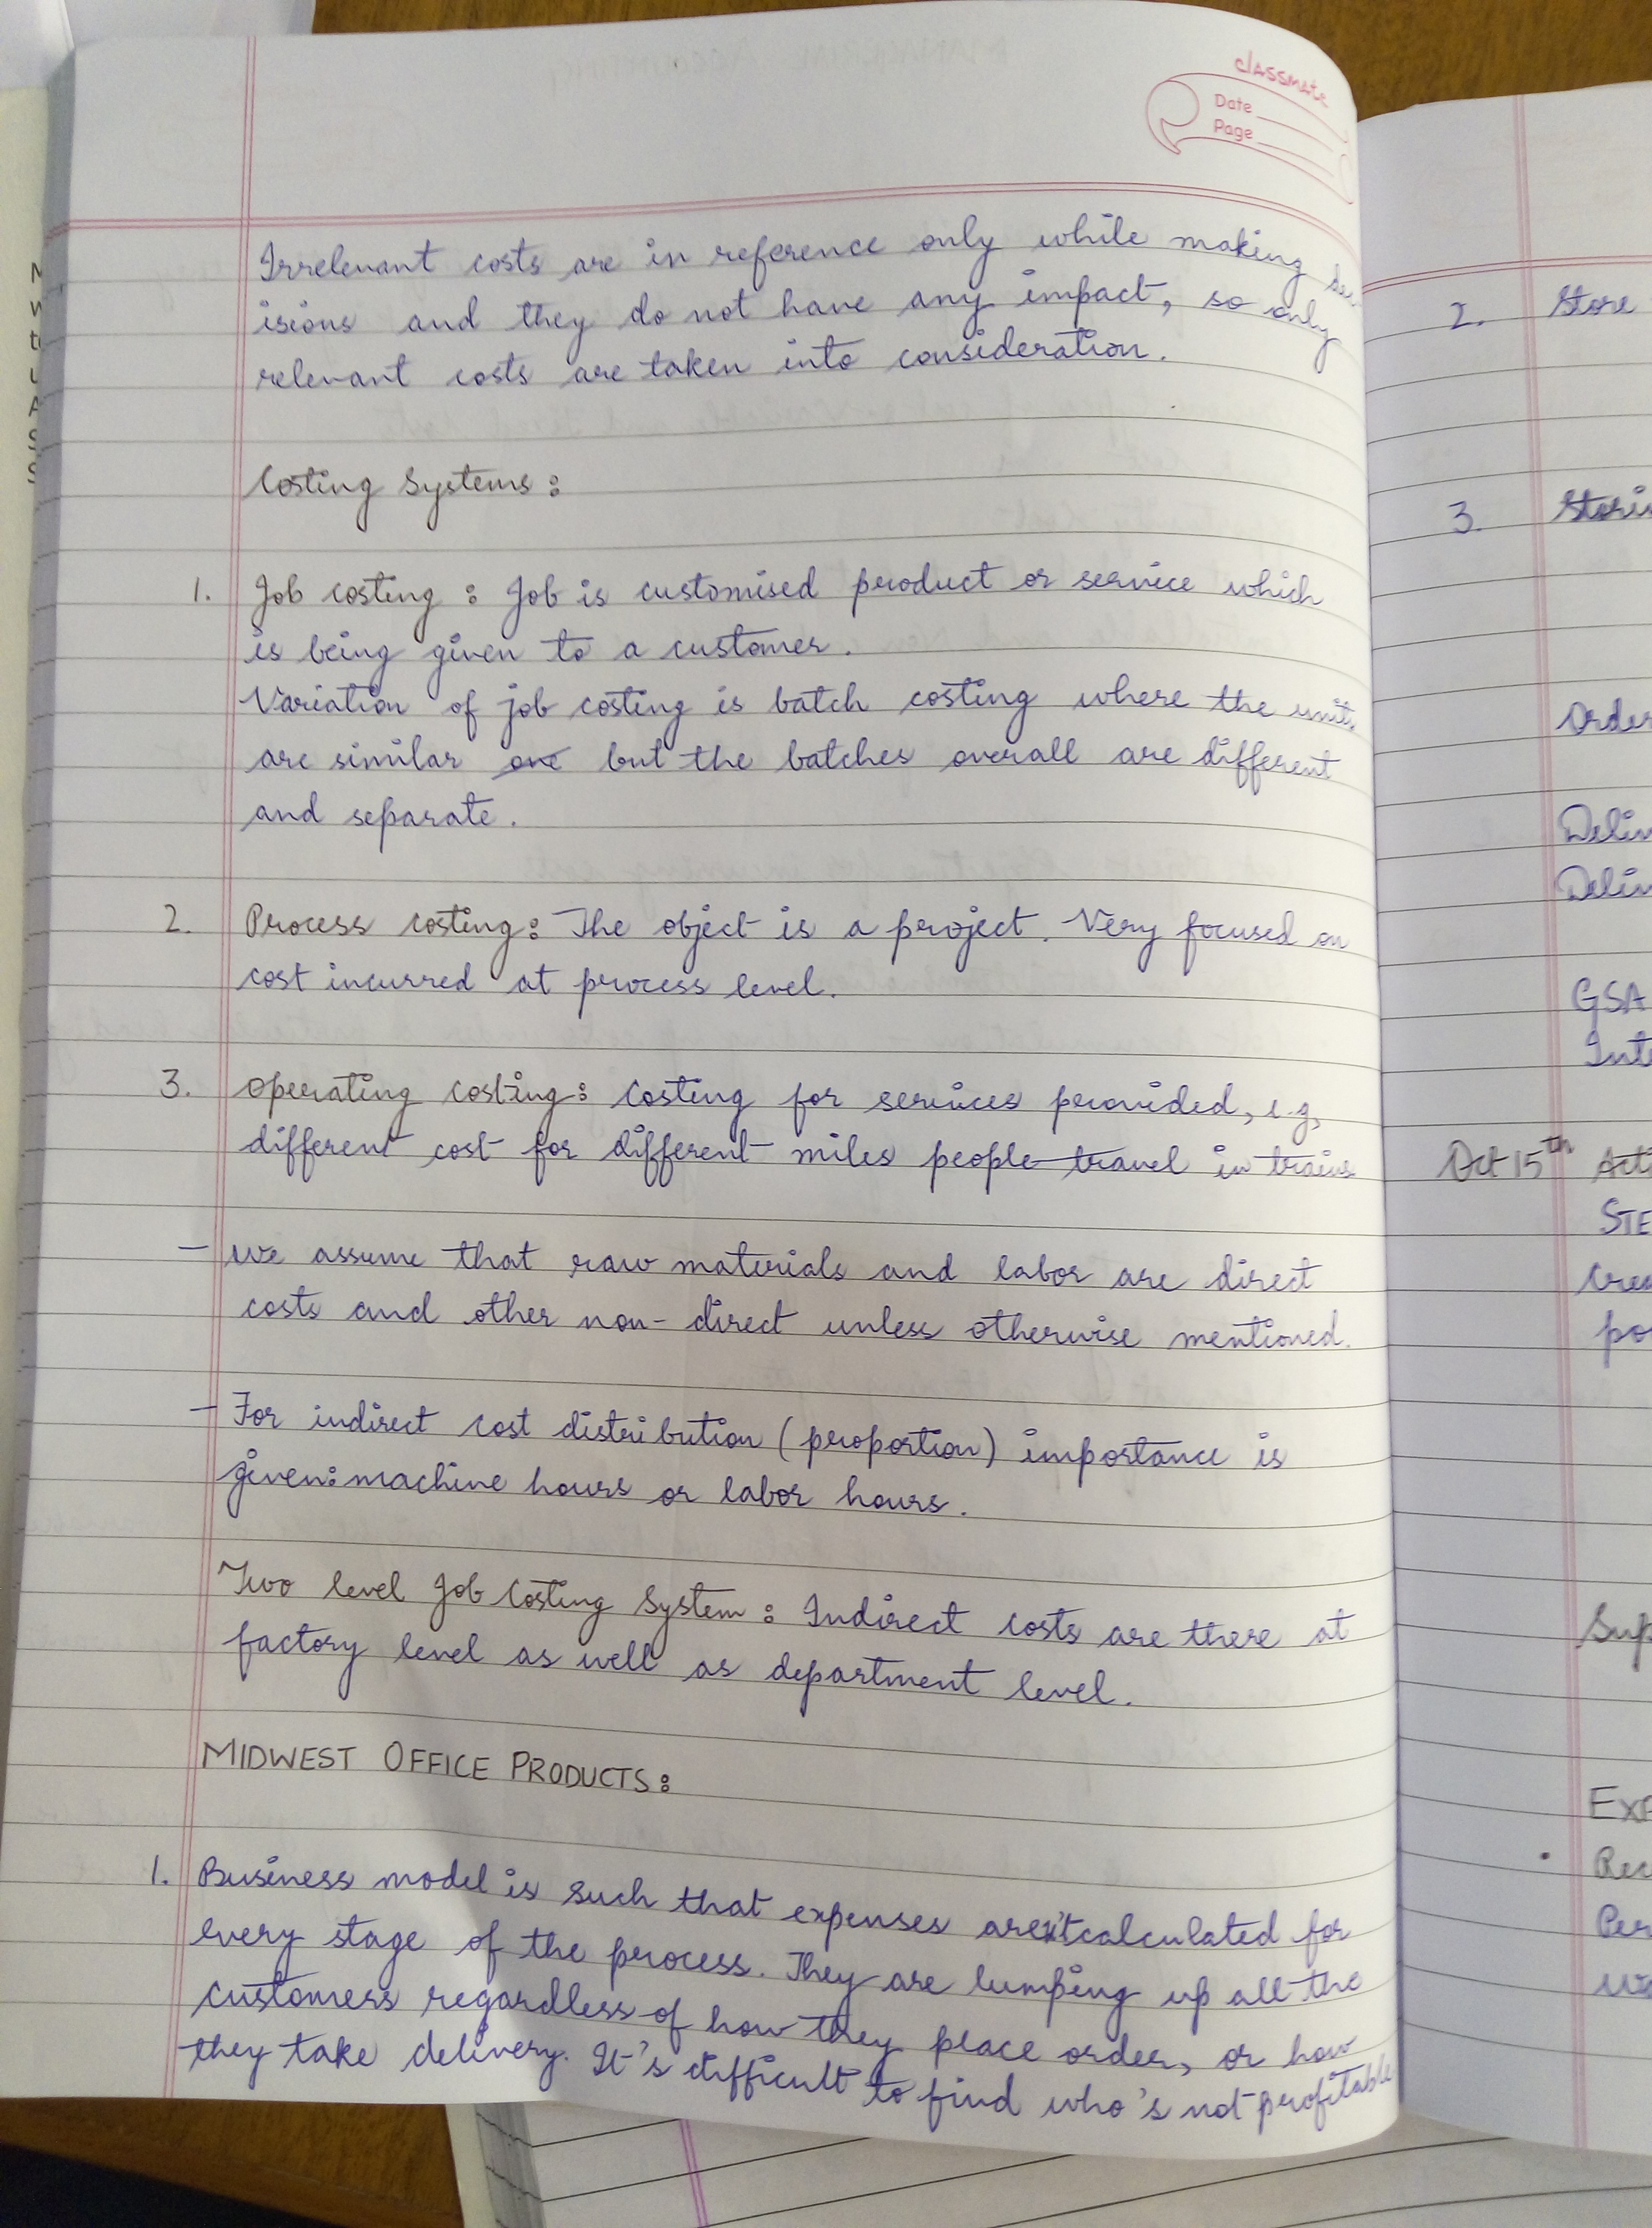 classmate
Date
Page
Irrelevant costs are in reference only while making dec
isions and they do not have any impact, so only
relevant costs are taken into consideration.
Costing Systems:
1. Job costing: Job is customised product or service which
is being given to a customer.
Variation of job costing is batch costing where the units
are similar but the batches overall are different
and separate.
2. Process costing: The object is a project. Very focused on
cost incurred at process level.
3. Operating costing: Costing for services provided, e.g,
different cost for different miles people travel in trains
- We assume that raw materials and labor are direct
costs and other non-direct unless otherwise mentioned.
- For indirect cost distribution (proportion) importance is
given: machine hours or labor hours.
Two level Job Costing System: Indirect costs are there at
factory level as well as department level.
MIDWEST OFFICE PRODUCTS:
1. Business model is such that expenses aren't calculated for
every stage of the process. They are lumping up all the
customers regardless of how they place order, or how
they take delivery. It's difficult to find who's not profitable
2. Store
3. Storin
Order
Deliv
Deliv
GSA
Inte
Oct 15th Acti
STE
Crea
po
Sup
EXP
Rec
Per